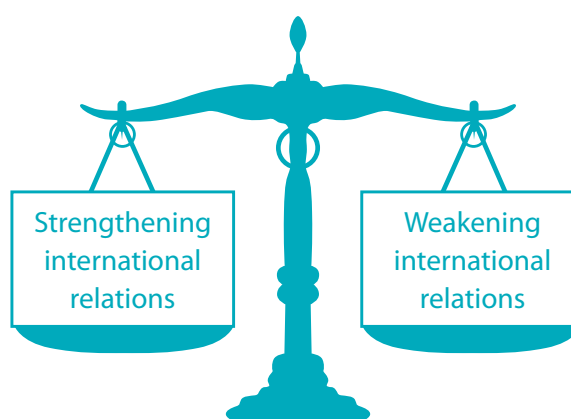 Strengthening
international
relations
Weakening
international
relations